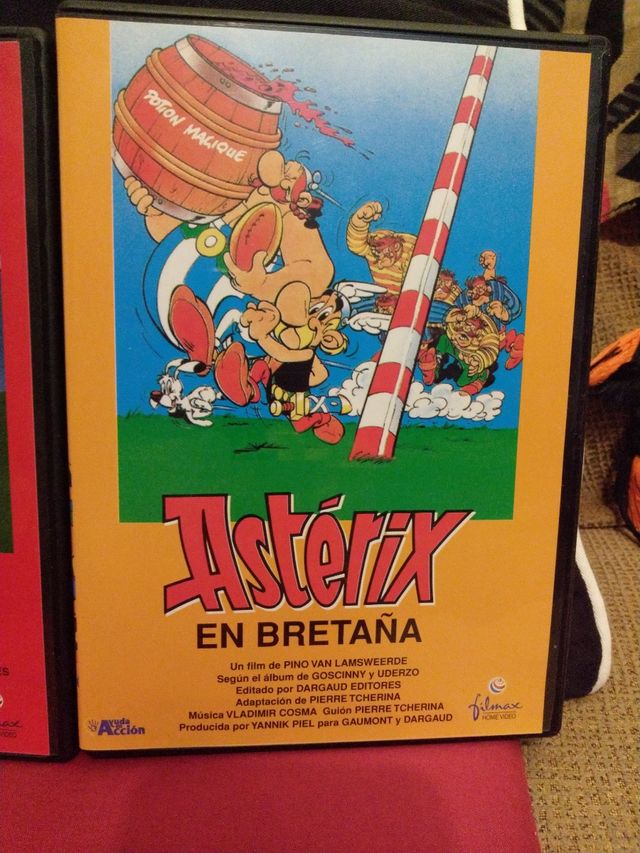 POTION MAGIQUE
Astérix
EN BRETAÑA
Un film de PINO VAN LAMSWEERDE
Según el álbum de GOSCINNY y UDERZO
Editado por DARGAUD EDITORES
Adaptación de PIERRE TCHERINA
Música VLADIMIR COSMA Guión PIERRE TCHERINA
Producida por YANNIK PIEL para GAUMONT y DARGAUD
Ayuda en Acción
filmax
HOME VIDEO